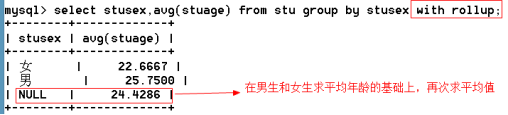 mysql> select stusex,avg(stuage) from stu group by stusex with rollup;
+--------+-------------+
| stusex | avg(stuage) |
+--------+-------------+
| 女 | 22.6667 |
| 男 | 25.7500 |
| NULL | 24.4286 |
+--------+-------------+
在男生和女生求平均年龄的基础上，再次求平均值